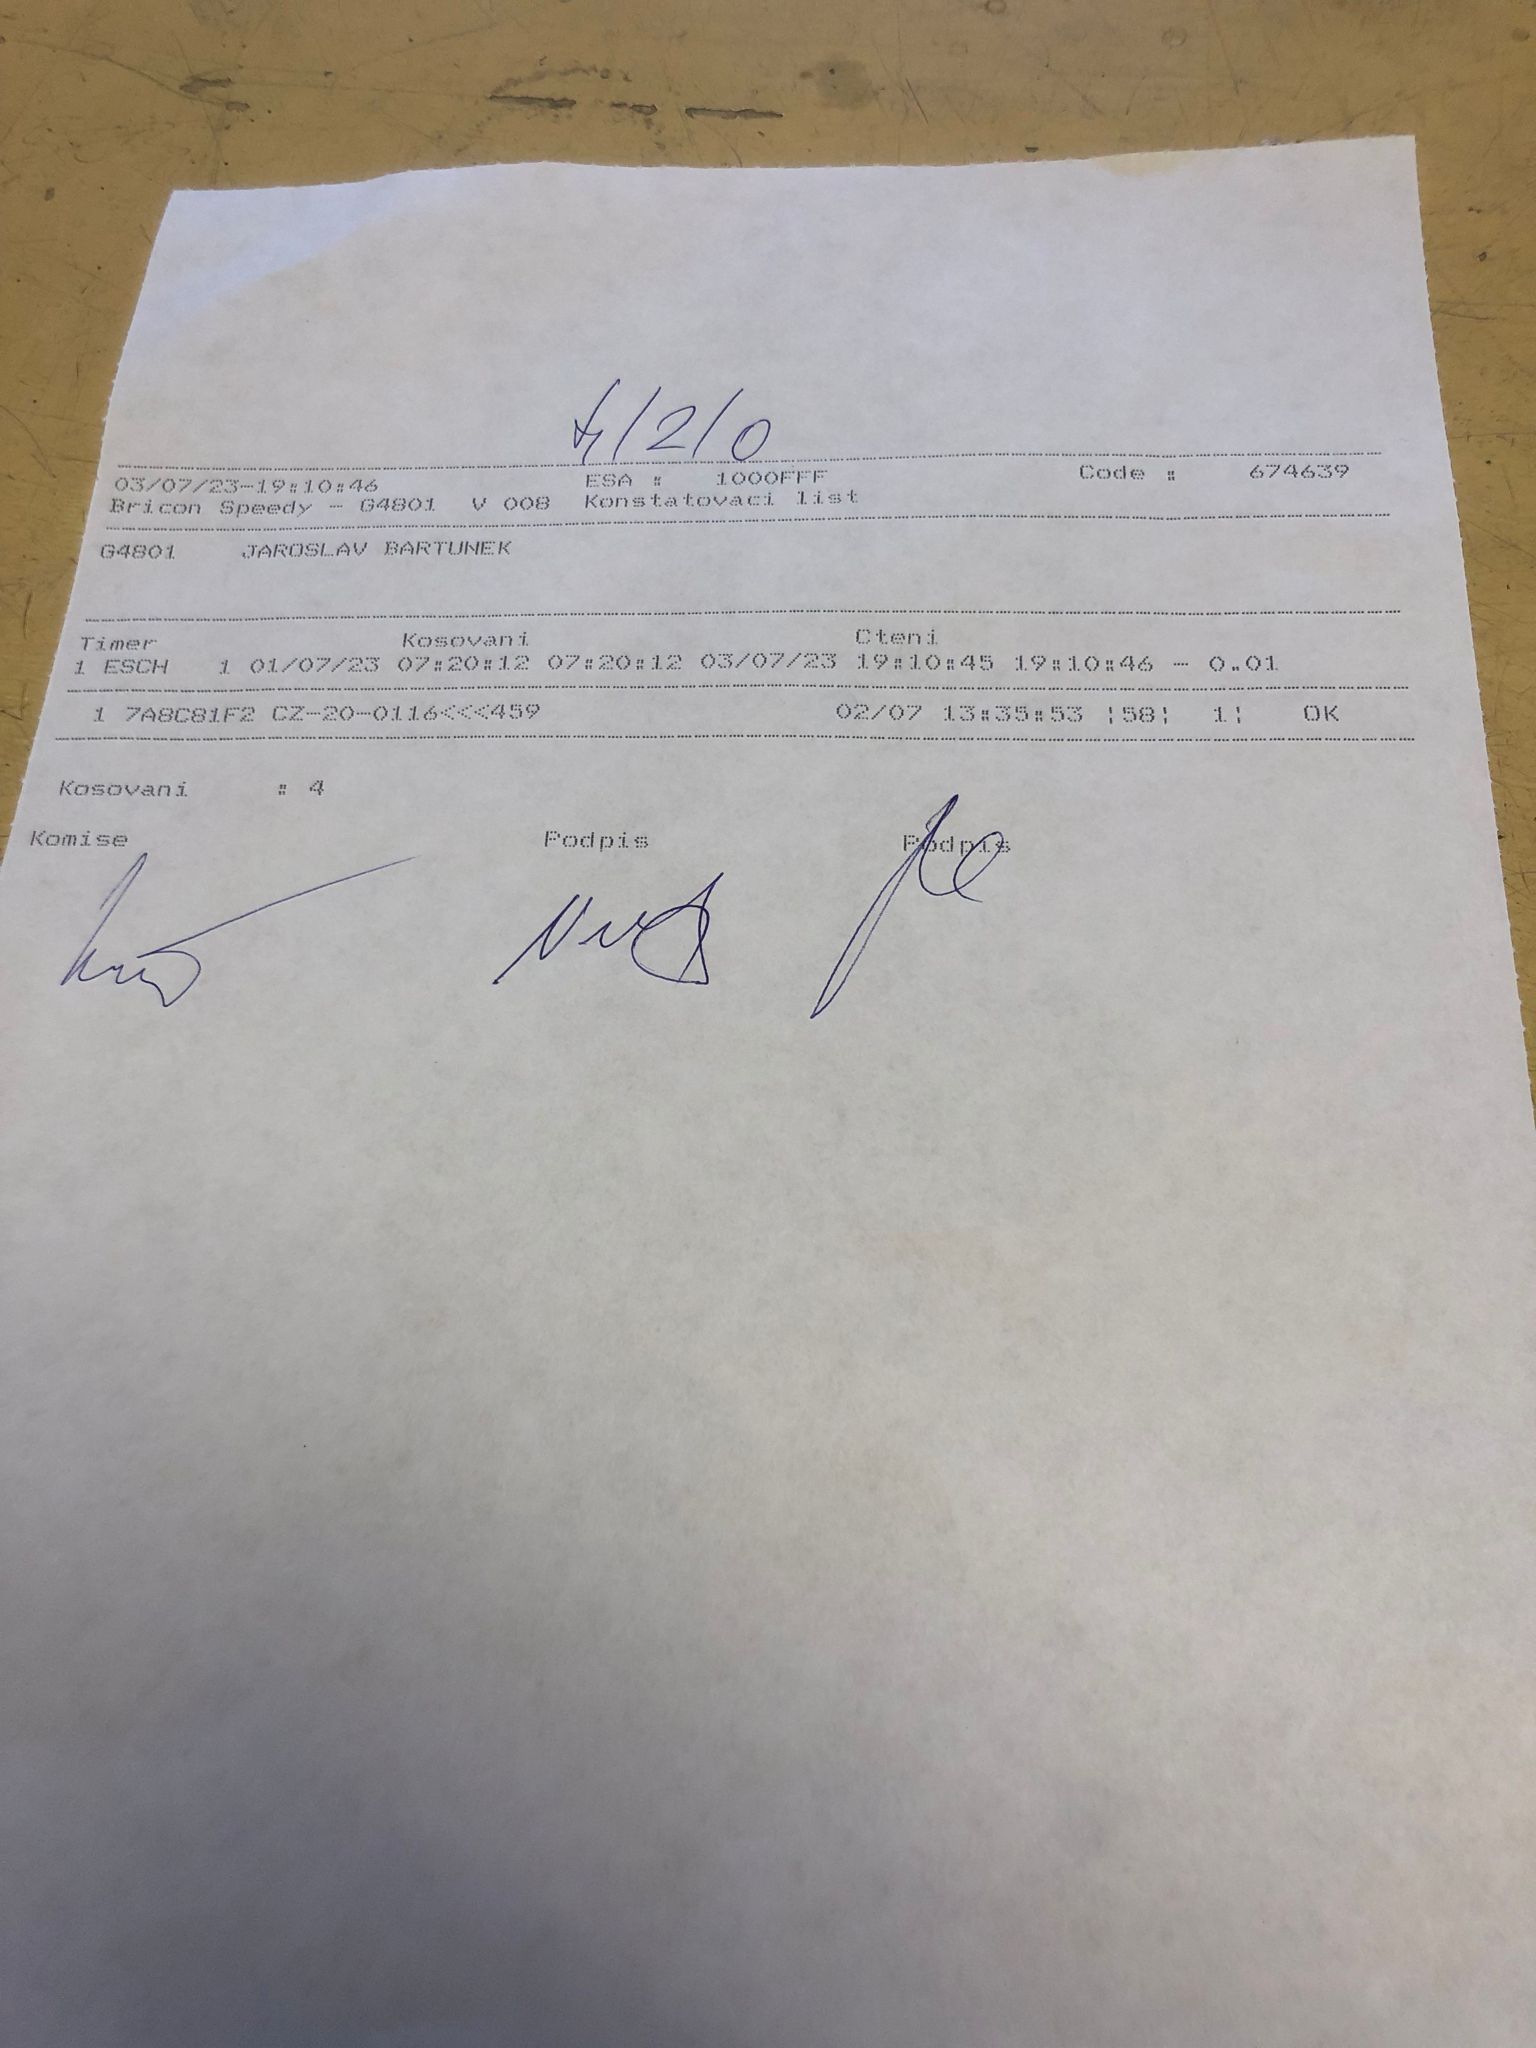 4/2/0
03/07/23-19:10:46 ESA : 1000FFF Code : 674639
Bricon Speedy - G4801 V 008 Konstatovaci list
G4801 JAROSLAV BARTUNEK
Timer Kosovani Cteni
1 ESCH 1 01/07/23 07:20:12 07:20:12 03/07/23 19:10:45 19:10:46 - 0.01
1 7A8C81F2 CZ-20-0116<<<459 02/07 13:35:53 ¦58¦ 1¦ OK
Kosovani : 4
Komise Podpis Podpis